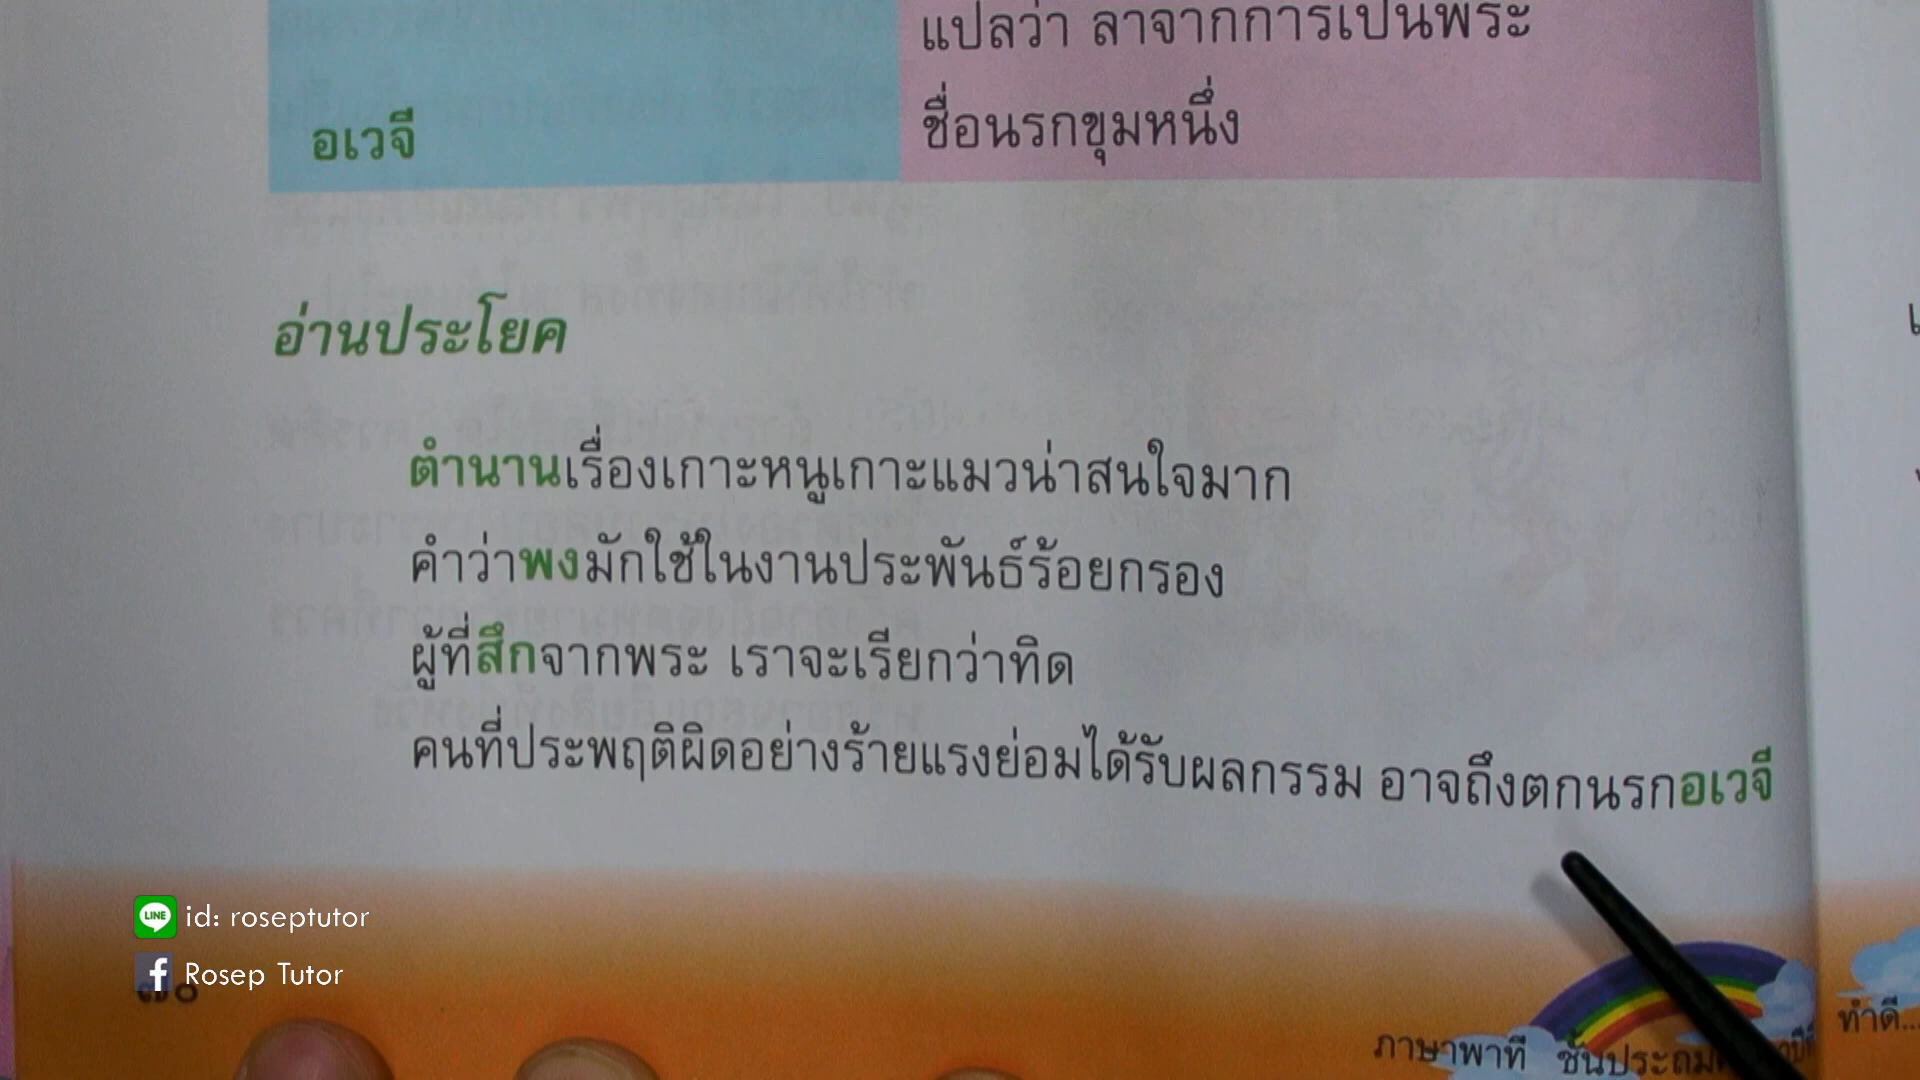 แปลว่า ลาจากการเป็นพระ
อเวจี
ชื่อนรกขุมหนึ่ง
อ่านประโยค
ตำนานเรื่องเกาะหนูเกาะแมวน่าสนใจมาก
คำว่าพงมักใช้ในงานประพันธ์ร้อยกรอง
ผู้ที่สึกจากพระ เราจะเรียกว่าทิด
คนที่ประพฤติผิดอย่างร้ายแรงย่อมได้รับผลกรรม อาจถึงตกนรกอเวจี
LINE id: roseptutor
f Rosep Tutor
๗๐
ภาษาพาที
ทำดี...